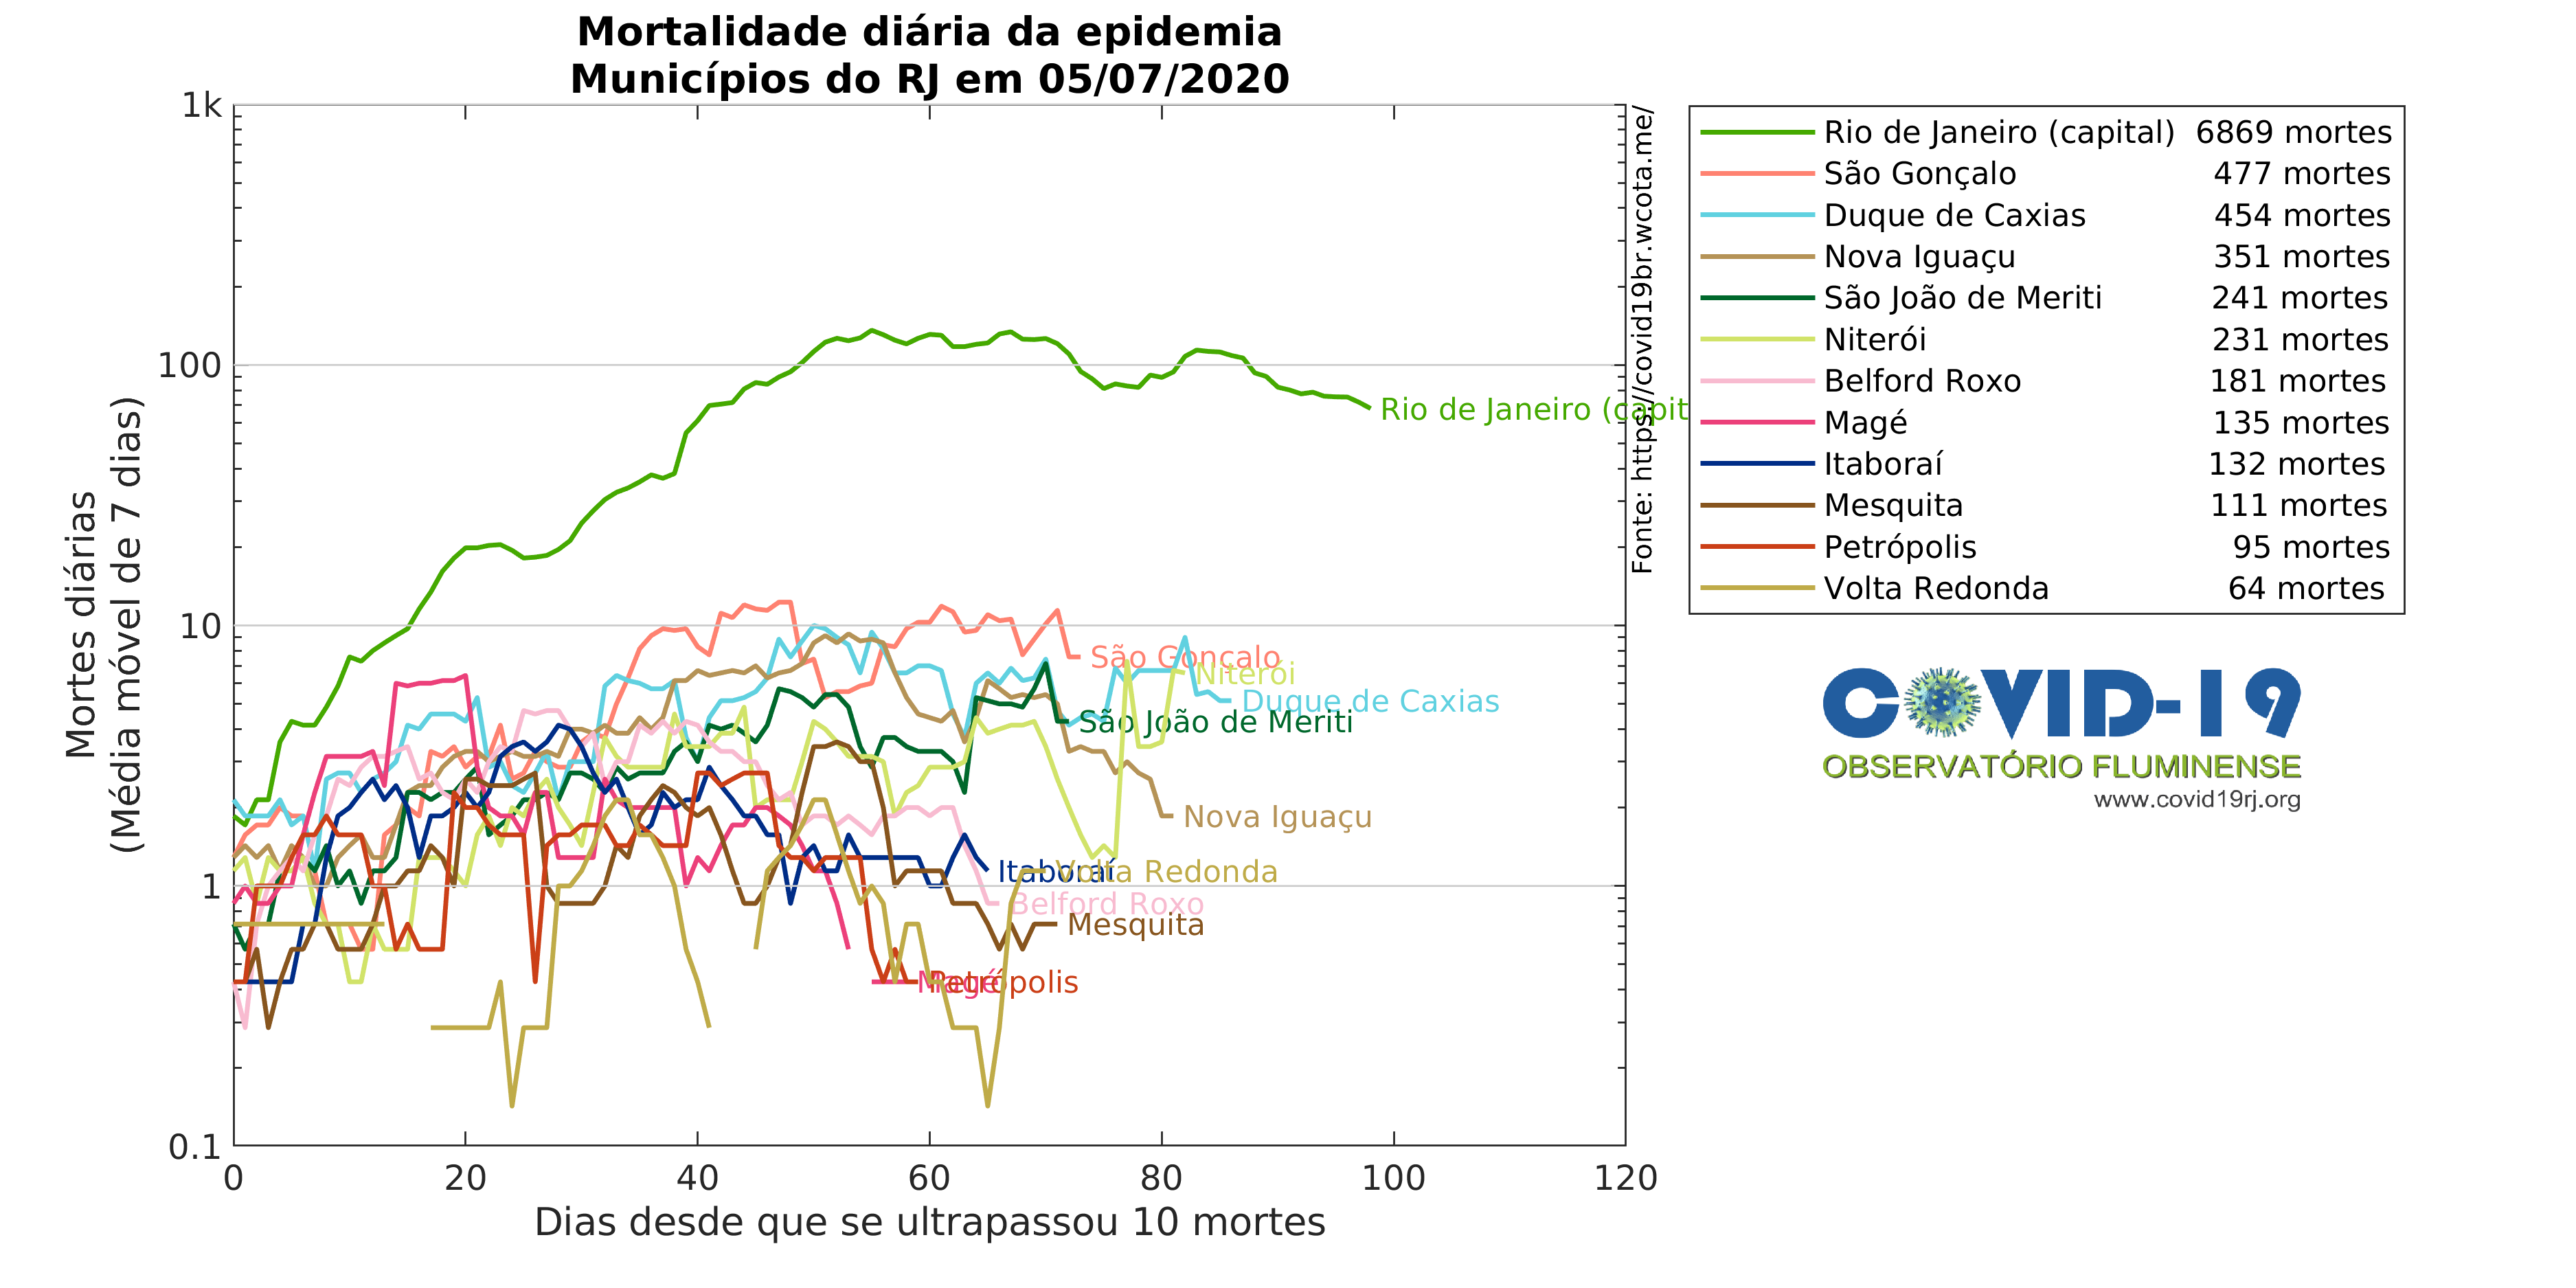 Mortalidade diária da epidemia
Municípios do RJ em 05/07/2020
Mortes diárias
(Média móvel de 7 dias)
1k
100
10
1
0.1
0
20
40
60
80
100
120
Dias desde que se ultrapassou 10 mortes
Rio de Janeiro (capit
São Gonçalo
Niterói
Duque de Caxias
São João de Meriti
Nova Iguaçu
Itaboraí
Volta Redonda
Belford Roxo
Mesquita
Magé
Petrópolis
Fonte: https://covid19br.wcota.me/
Rio de Janeiro (capital) 6869 mortes
São Gonçalo 477 mortes
Duque de Caxias 454 mortes
Nova Iguaçu 351 mortes
São João de Meriti 241 mortes
Niterói 231 mortes
Belford Roxo 181 mortes
Magé 135 mortes
Itaboraí 132 mortes
Mesquita 111 mortes
Petrópolis 95 mortes
Volta Redonda 64 mortes
COVID-19
OBSERVATÓRIO FLUMINENSE
www.covid19rj.org